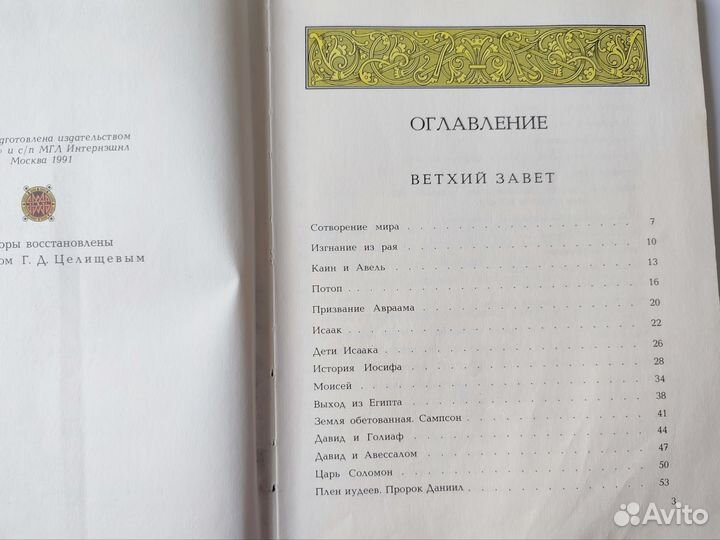 издательством
и с/п МГЛ Интернэшнл
Москва 1991
восстановлены
Г. Д. Целищевым
ОГЛАВЛЕНИЕ
ВЕТХИЙ ЗАВЕТ
Сотворение мира . . . . . . . . . . . . 7
Изгнание из рая . . . . . . . . . . . . 10
Каин и Авель . . . . . . . . . . . . 13
Потоп . . . . . . . . . . . . 16
Призвание Авраама . . . . . . . . . . . . 20
Исаак . . . . . . . . . . . . 22
Дети Исаака . . . . . . . . . . . . 26
История Иосифа . . . . . . . . . . . . 28
Моисей . . . . . . . . . . . . 34
Выход из Египта . . . . . . . . . . . . 38
Земля обетованная. Сампсон . . . . . . . . . . . . 41
Давид и Голиаф . . . . . . . . . . . . 44
Давид и Авессалом . . . . . . . . . . . . 47
Царь Соломон . . . . . . . . . . . . 50
Плен иудеев. Пророк Даниил . . . . . . . . . . . . 53
3
Avito